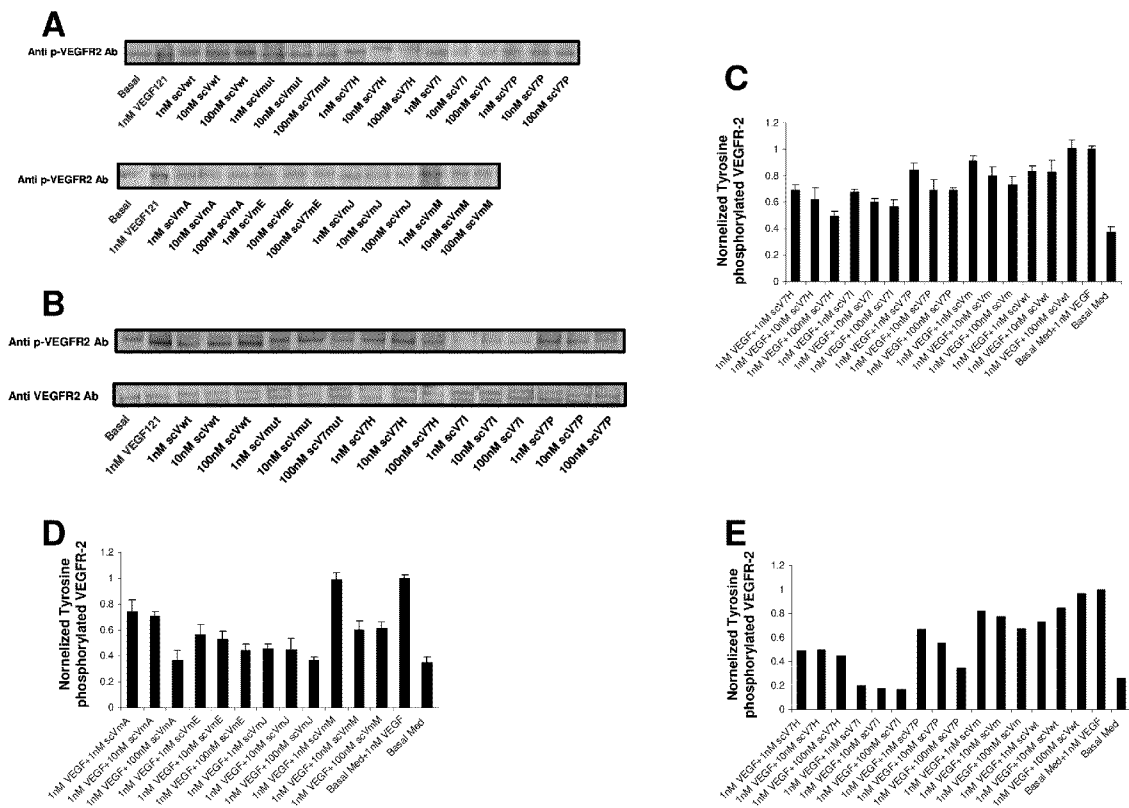 A
Anti p-VEGFR2 Ab
Basal
1nM VEGF121
1nM scVwt
10nM scVwt
100nM scVwt
1nM scVmut
10nM scVmut
100nM scV7mut
1nM scV7H
10nM scV7H
100nM scV7H
1nM scV7I
10nM scV7I
100nM scV7I
1nM scV7P
10nM scV7P
100nM scV7P
Anti p-VEGFR2 Ab
Basal
1nM VEGF121
1nM scVmA
10nM scVmA
100nM scVmA
1nM scVmE
10nM scVmE
100nM scV7mE
1nM scVmJ
10nM scVmJ
100nM scVmJ
1nM scVmM
10nM scVmM
100nM scVmM
B
Anti p-VEGFR2 Ab
Anti VEGFR2 Ab
Basal
1nM VEGF121
1nM scVwt
10nM scVwt
100nM scVwt
1nM scVmut
10nM scVmut
100nM scV7mut
1nM scV7H
10nM scV7H
100nM scV7H
1nM scV7I
10nM scV7I
100nM scV7I
1nM scV7P
10nM scV7P
100nM scV7P
C
Nornelized Tyrosine
phosphorylated VEGFR-2
1.2
1
0.8
0.6
0.4
0.2
0
1nM VEGF+1nM scV7H
1nM VEGF+10nM scV7H
1nM VEGF+100nM scV7H
1nM VEGF+1nM scV7I
1nM VEGF+10nM scV7I
1nM VEGF+100nM scV7I
1nM VEGF+1nM scV7P
1nM VEGF+10nM scV7P
1nM VEGF+100nM scV7P
1nM VEGF+1nM scVm
1nM VEGF+10nM scVm
1nM VEGF+100nM scVm
1nM VEGF+1nM scVwt
1nM VEGF+10nM scVwt
1nM VEGF+100nM scVwt
Basal Med+1nM VEGF
Basal Med
D
Nornelized Tyrosine
phosphorylated VEGFR-2
1.2
1
0.8
0.6
0.4
0.2
0
1nM VEGF+1nM scVmA
1nM VEGF+10nM scVmA
1nM VEGF+100nM scVmA
1nM VEGF+1nM scVmE
1nM VEGF+10nM scVmE
1nM VEGF+100nM scVmE
1nM VEGF+1nM scVmJ
1nM VEGF+10nM scVmJ
1nM VEGF+100nM scVmJ
1nM VEGF+1nM scVmM
1nM VEGF+10nM scVmM
1nM VEGF+100nM scVmM
Basal Med+1nM VEGF
Basal Med
E
Nornelized Tyrosine
phosphorylated VEGFR-2
1.2
1
0.8
0.6
0.4
0.2
0
1nM VEGF+1nM scV7H
1nM VEGF+10nM scV7H
1nM VEGF+100nM scV7H
1nM VEGF+1nM scV7I
1nM VEGF+10nM scV7I
1nM VEGF+100nM scV7I
1nM VEGF+1nM scV7P
1nM VEGF+10nM scV7P
1nM VEGF+100nM scV7P
1nM VEGF+1nM scVm
1nM VEGF+10nM scVm
1nM VEGF+100nM scVm
1nM VEGF+1nM scVwt
1nM VEGF+10nM scVwt
1nM VEGF+100nM scVwt
Basal Med+1nM VEGF
Basal Med